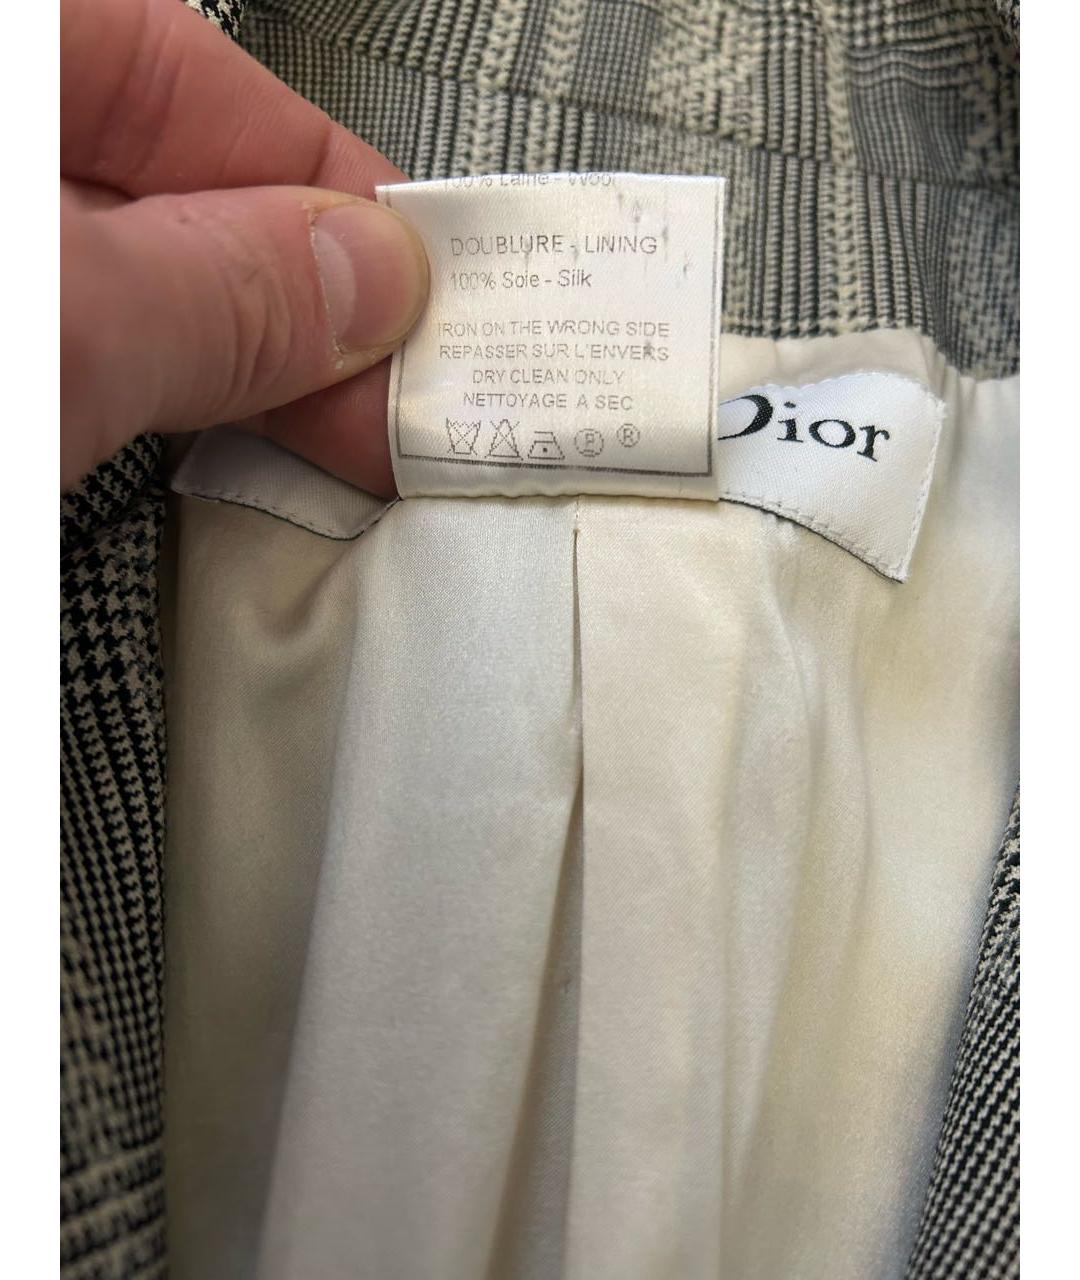 100% Laine - Wool
DOUBLURE - LINING
100% Soie - Silk
IRON ON THE WRONG SIDE
REPASSER SUR L'ENVERS
DRY CLEAN ONLY
NETTOYAGE A SEC
P ®
Dior